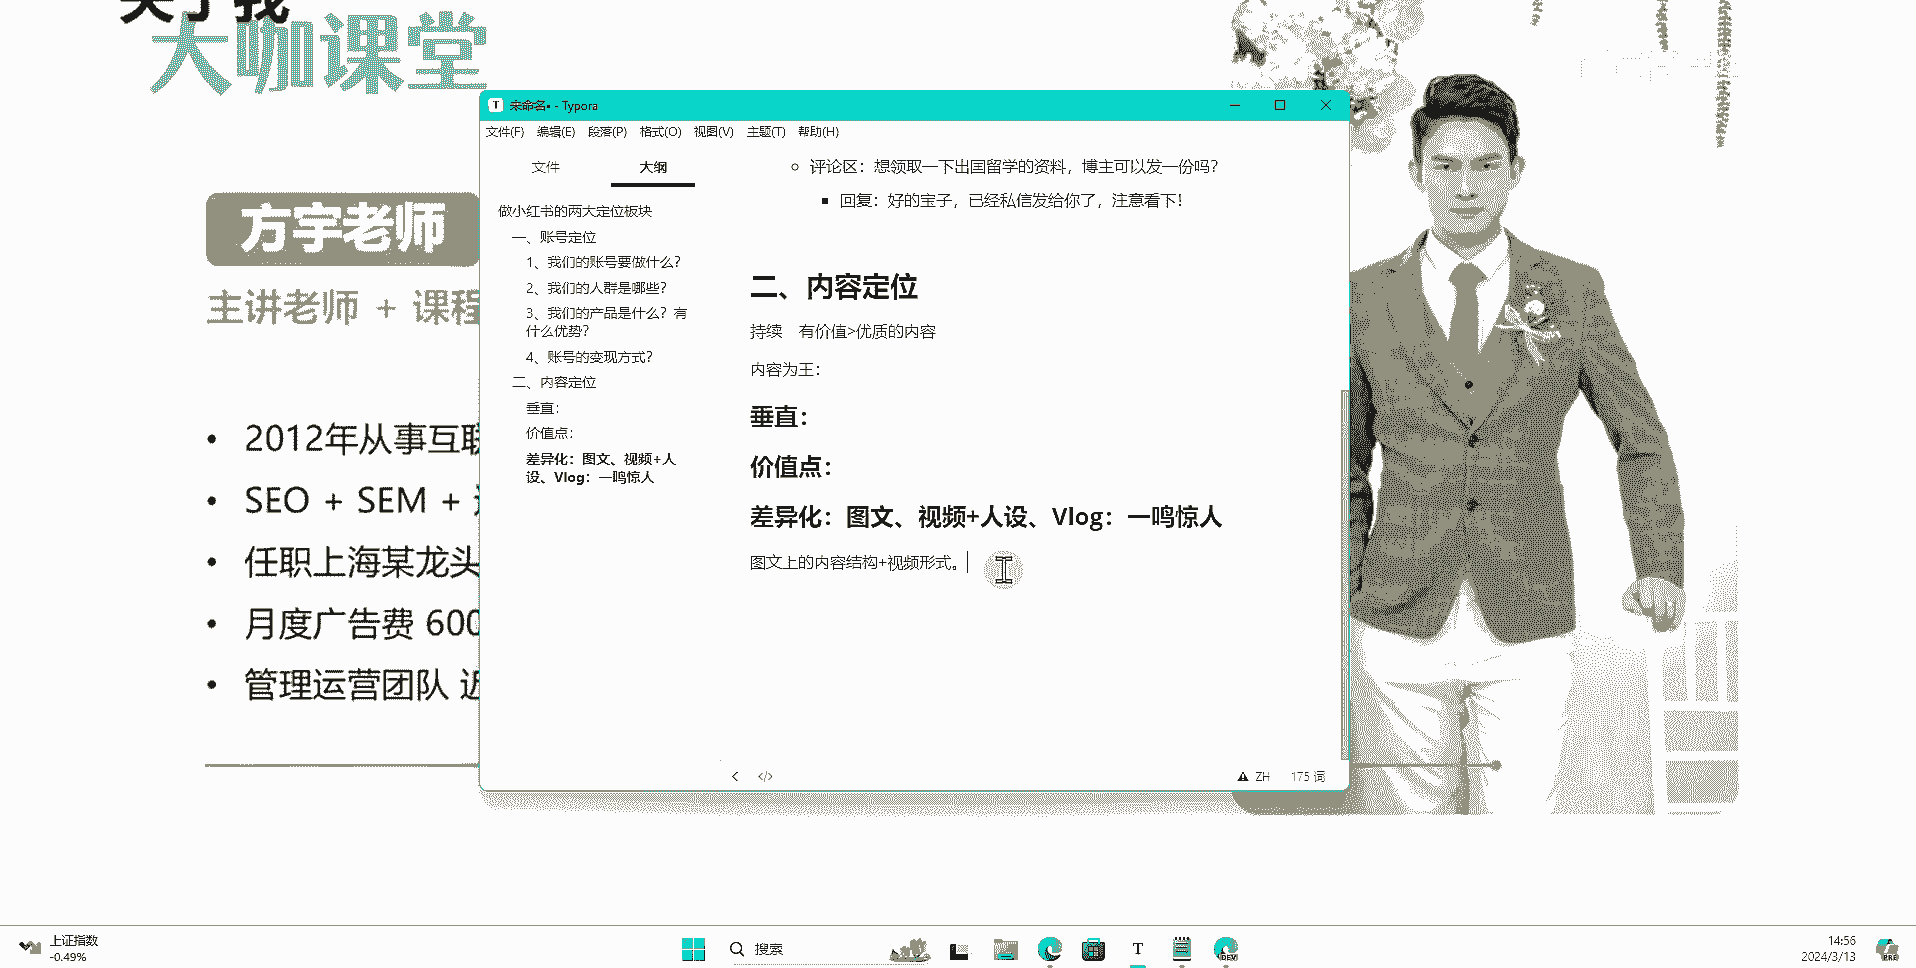 关于我
大咖课堂
方宇老师
主讲老师 + 课程
2012年从事互联
SEO + SEM +
任职上海某龙头
月度广告费 600
管理运营团队 近
未命名• - Typora
文件(F) 编辑(E) 段落(P) 格式(O) 视图(V) 主题(T) 帮助(H)
文件 大纲
做小红书的两大定位板块
一、账号定位
1、我们的账号要做什么？
2、我们的人群是哪些？
3、我们的产品是什么？有
什么优势？
4、账号的变现方式？
二、内容定位
垂直：
价值点：
差异化：图文、视频+人
设、Vlog：一鸣惊人
评论区：想领取一下出国留学的资料，博主可以发一份吗？
回复：好的宝子，已经私信发给你了，注意看下！
二、内容定位
持续 有价值>优质的内容
内容为王：
垂直：
价值点：
差异化：图文、视频+人设、Vlog：一鸣惊人
图文上的内容结构+视频形式。
ZH 175 词
上证指数
-0.49%
搜索
T
DEV
14:56
2024/3/13
PRE